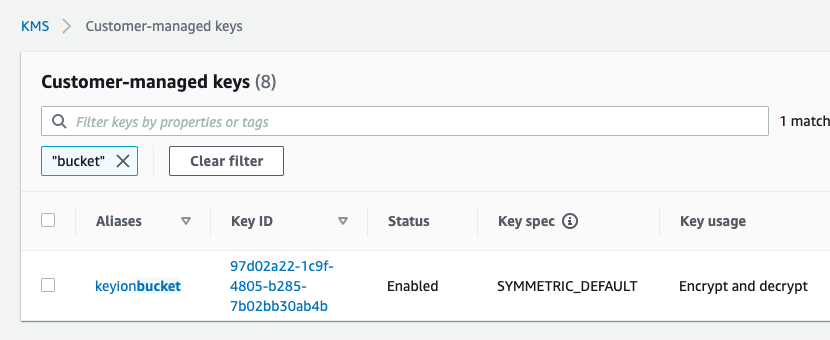 KMS > Customer-managed keys
Customer-managed keys (8)
Filter keys by properties or tags
1 match
"bucket"
Clear filter
Aliases Key ID Status Key spec Key usage
keyionbucket 97d02a22-1c9f-4805-b285-7b02bb30ab4b Enabled SYMMETRIC_DEFAULT Encrypt and decrypt